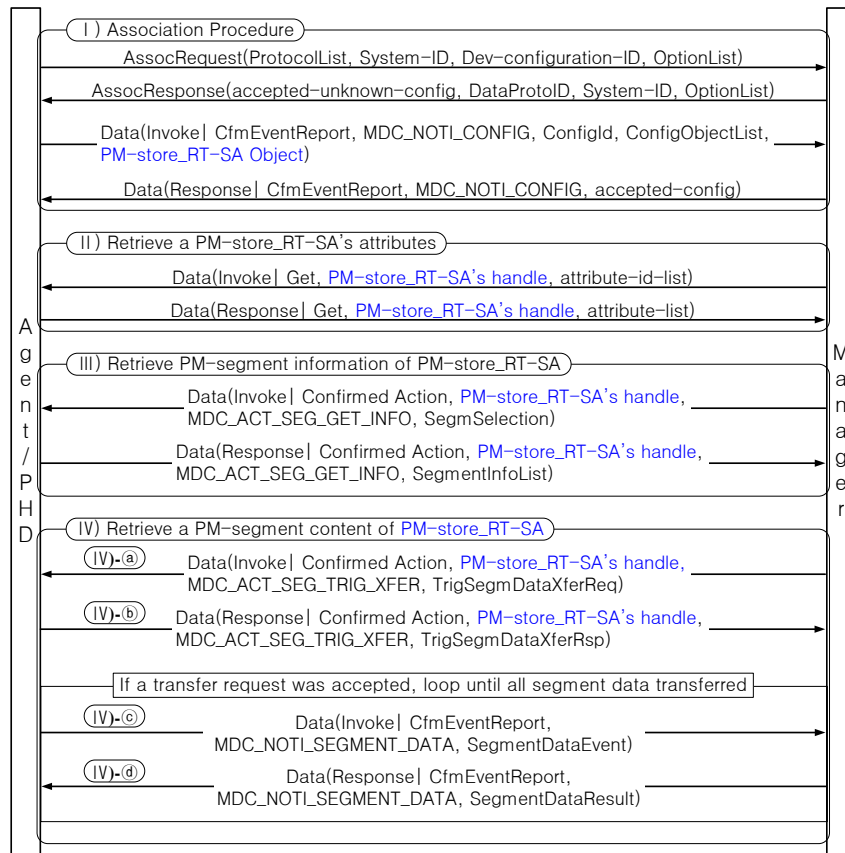 Ⅰ) Association Procedure
AssocRequest(ProtocolList, System-ID, Dev-configuration-ID, OptionList)
AssocResponse(accepted-unknown-config, DataProtoID, System-ID, OptionList)
Data(Invoke| CfmEventReport, MDC_NOTI_CONFIG, ConfigId, ConfigObjectList,
PM-store_RT-SA Object)
Data(Response| CfmEventReport, MDC_NOTI_CONFIG, accepted-config)
Ⅱ) Retrieve a PM-store_RT-SA's attributes
Data(Invoke| Get, PM-store_RT-SA's handle, attribute-id-list)
Data(Response| Get, PM-store_RT-SA's handle, attribute-list)
Agent/PHD
Manager
Ⅲ) Retrieve PM-segment information of PM-store_RT-SA
Data(Invoke| Confirmed Action, PM-store_RT-SA's handle,
MDC_ACT_SEG_GET_INFO, SegmSelection)
Data(Response| Confirmed Action, PM-store_RT-SA's handle,
MDC_ACT_SEG_GET_INFO, SegmentInfoList)
Ⅳ) Retrieve a PM-segment content of PM-store_RT-SA
Ⅳ)-ⓐ
Data(Invoke| Confirmed Action, PM-store_RT-SA's handle,
MDC_ACT_SEG_TRIG_XFER, TrigSegmDataXferReq)
Ⅳ)-ⓑ
Data(Response| Confirmed Action, PM-store_RT-SA's handle,
MDC_ACT_SEG_TRIG_XFER, TrigSegmDataXferRsp)
If a transfer request was accepted, loop until all segment data transferred
Ⅳ)-ⓒ
Data(Invoke| CfmEventReport,
MDC_NOTI_SEGMENT_DATA, SegmentDataEvent)
Ⅳ)-ⓓ
Data(Response| CfmEventReport,
MDC_NOTI_SEGMENT_DATA, SegmentDataResult)